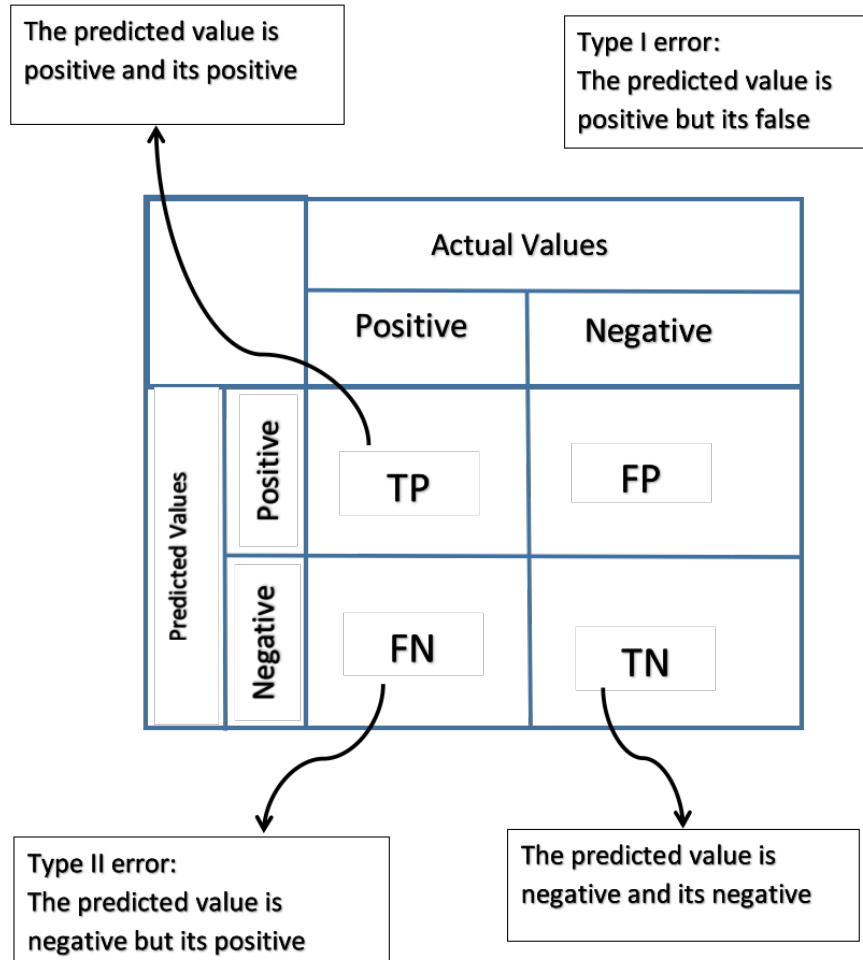 The predicted value is
positive and its positive
Type I error:
The predicted value is
positive but its false
Actual Values
Positive
Negative
Predicted Values
Positive
TP
FP
Negative
FN
TN
Type II error:
The predicted value is
negative but its positive
The predicted value is
negative and its negative